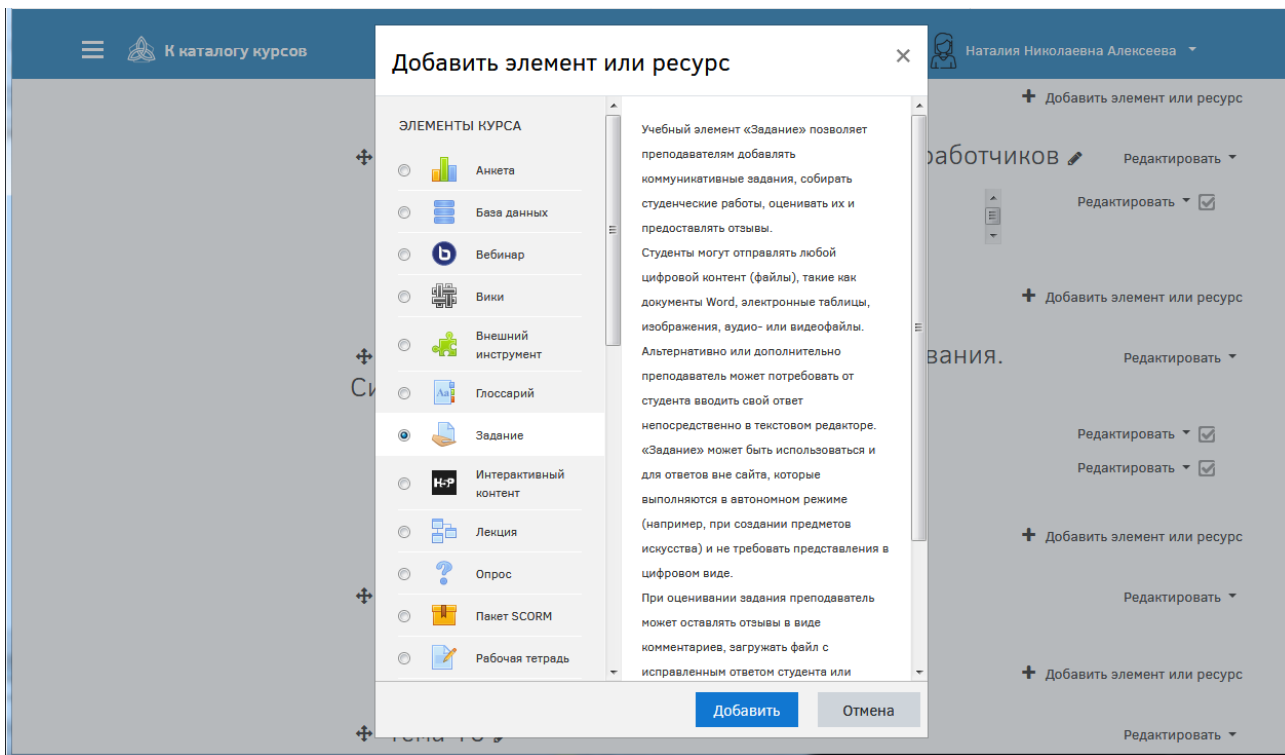 К каталогу курсов
Наталия Николаевна Алексеева
Добавить элемент или ресурс
×
ЭЛЕМЕНТЫ КУРСА
Анкета
База данных
Вебинар
Вики
Внешний
инструмент
Глоссарий
Задание
Интерактивный
контент
Лекция
Опрос
Пакет SCORM
Рабочая тетрадь
Учебный элемент «Задание» позволяет
преподавателям добавлять
коммуникативные задания, собирать
студенческие работы, оценивать их и
предоставлять отзывы.
Студенты могут отправлять любой
цифровой контент (файлы), такие как
документы Word, электронные таблицы,
изображения, аудио- или видеофайлы.
Альтернативно или дополнительно
преподаватель может потребовать от
студента вводить свой ответ
непосредственно в текстовом редакторе.
«Задание» может быть использоваться и
для ответов вне сайта, которые
выполняются в автономном режиме
(например, при создании предметов
искусства) и не требовать представления в
цифровом виде.
При оценивании задания преподаватель
может оставлять отзывы в виде
комментариев, загружать файл с
исправленным ответом студента или
Добавить
Отмена
Добавить элемент или ресурс
работчиков
Редактировать
Редактировать
Добавить элемент или ресурс
вания.
Редактировать
Си
Редактировать
Редактировать
Добавить элемент или ресурс
Редактировать
Добавить элемент или ресурс
Редактировать